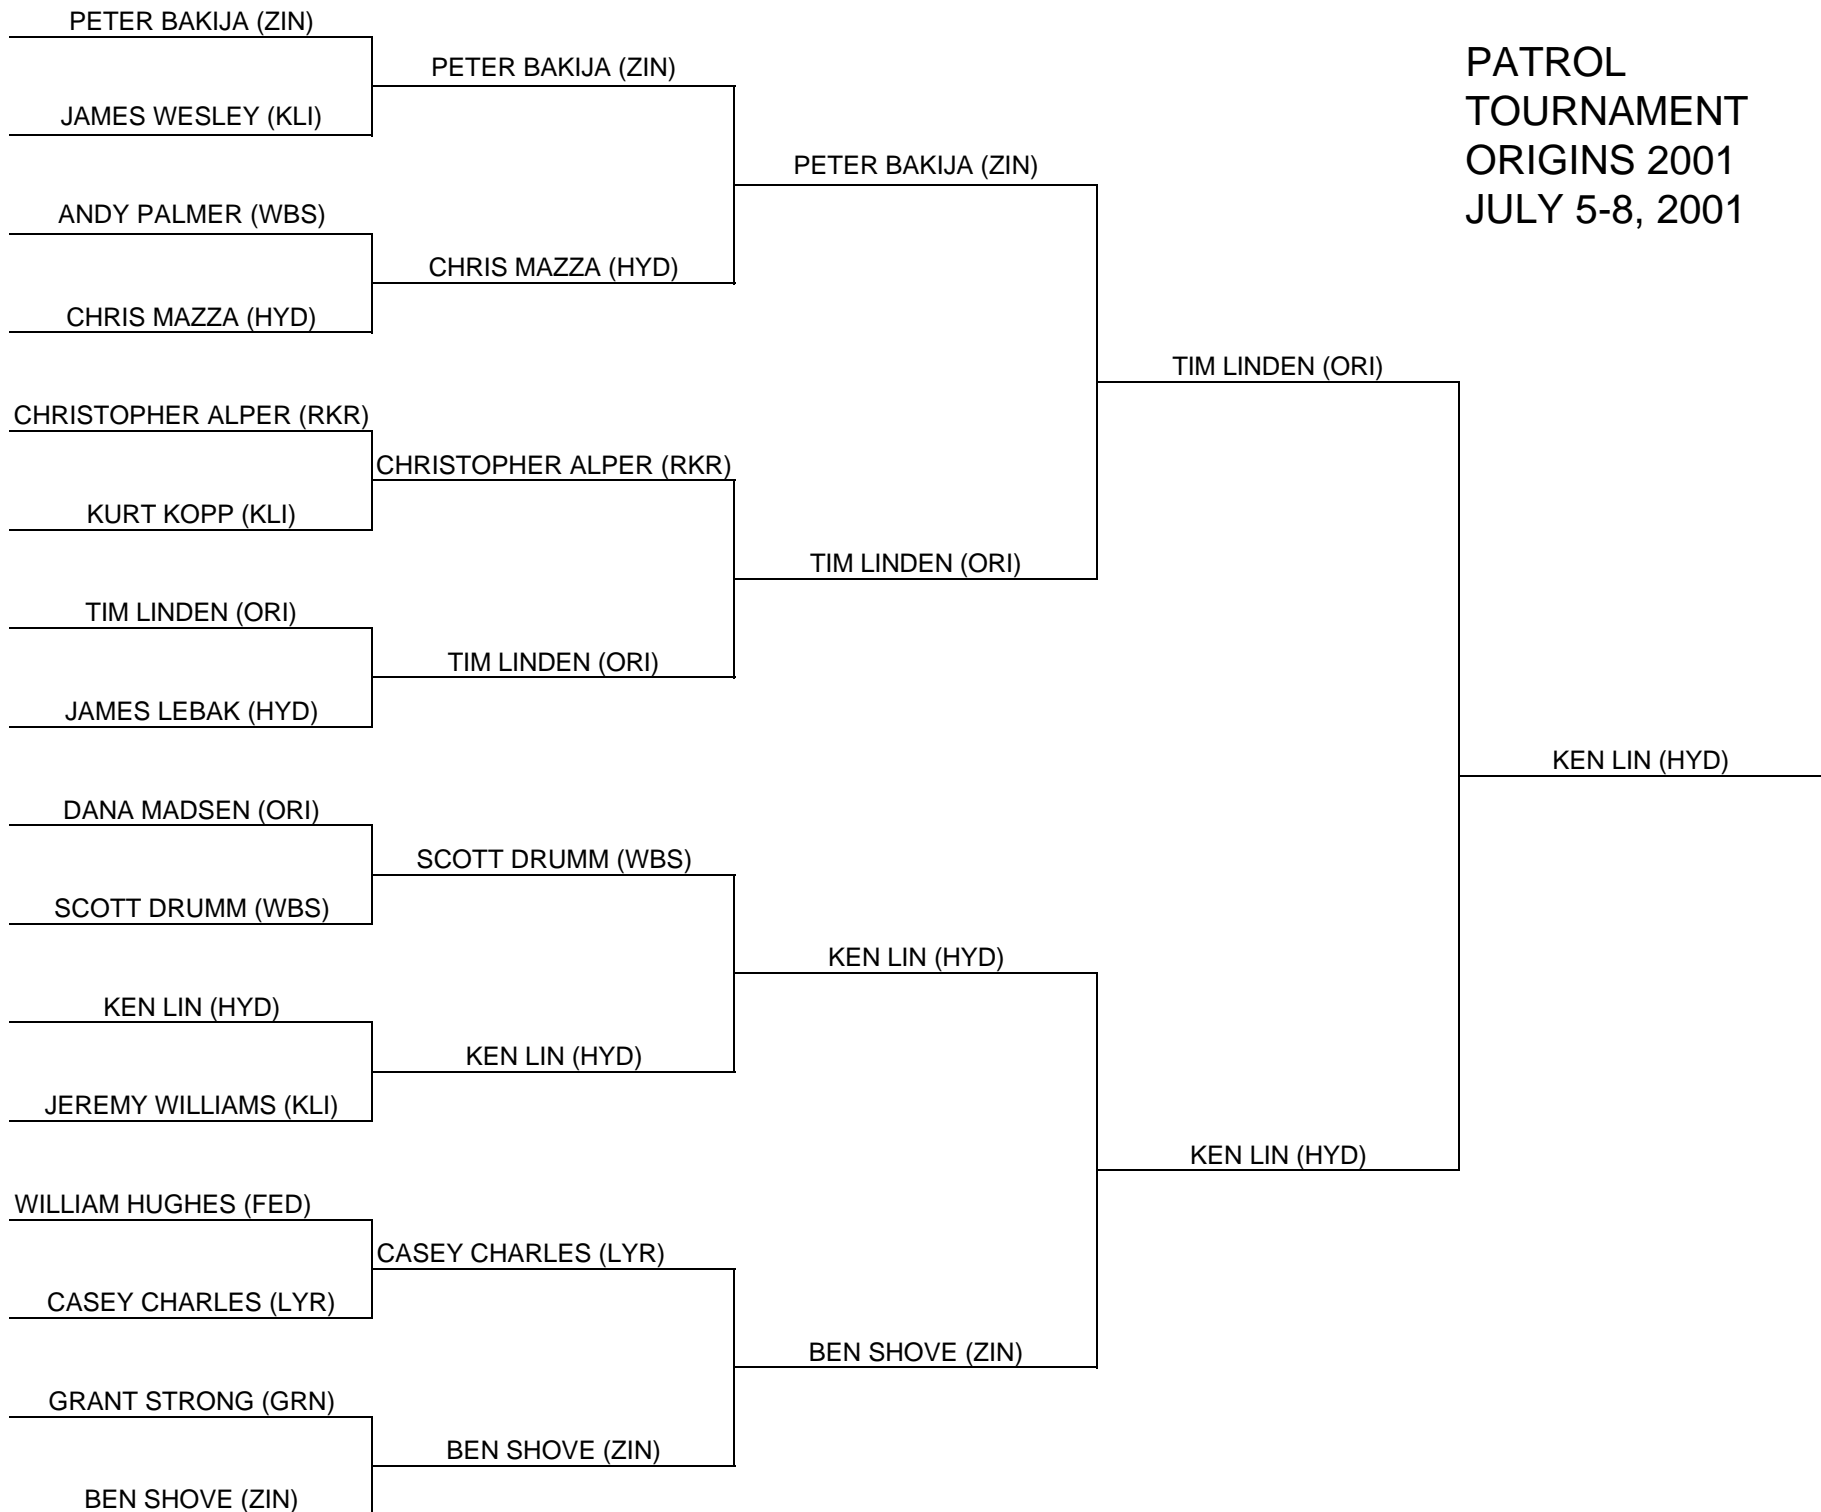 PETER BAKIJA (ZIN)
JAMES WESLEY (KLI)
ANDY PALMER (WBS)
CHRIS MAZZA (HYD)
CHRISTOPHER ALPER (RKR)
KURT KOPP (KLI)
TIM LINDEN (ORI)
JAMES LEBAK (HYD)
DANA MADSEN (ORI)
SCOTT DRUMM (WBS)
KEN LIN (HYD)
JEREMY WILLIAMS (KLI)
WILLIAM HUGHES (FED)
CASEY CHARLES (LYR)
GRANT STRONG (GRN)
BEN SHOVE (ZIN)
PETER BAKIJA (ZIN)
CHRIS MAZZA (HYD)
CHRISTOPHER ALPER (RKR)
TIM LINDEN (ORI)
SCOTT DRUMM (WBS)
KEN LIN (HYD)
CASEY CHARLES (LYR)
BEN SHOVE (ZIN)
PETER BAKIJA (ZIN)
TIM LINDEN (ORI)
KEN LIN (HYD)
BEN SHOVE (ZIN)
TIM LINDEN (ORI)
KEN LIN (HYD)
KEN LIN (HYD)
PATROL
TOURNAMENT
ORIGINS 2001
JULY 5-8, 2001